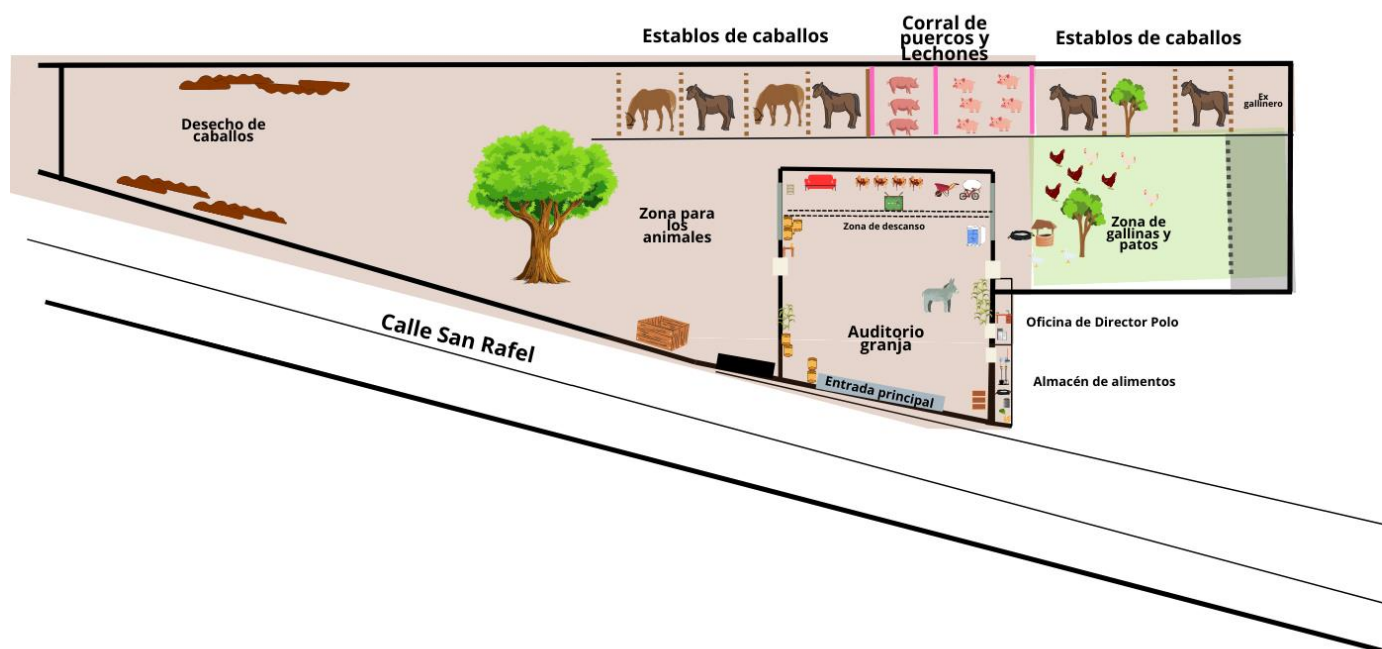 Establos de caballos
Corral de
puercos y
Lechones
Establos de caballos
Desecho de
caballos
Ex
gallinero
Zona para
los
animales
Zona de descanso
Zona de
gallinas y
patos
Auditorio
granja
Oficina de Director Polo
Calle San Rafel
Entrada principal
Almacén de alimentos